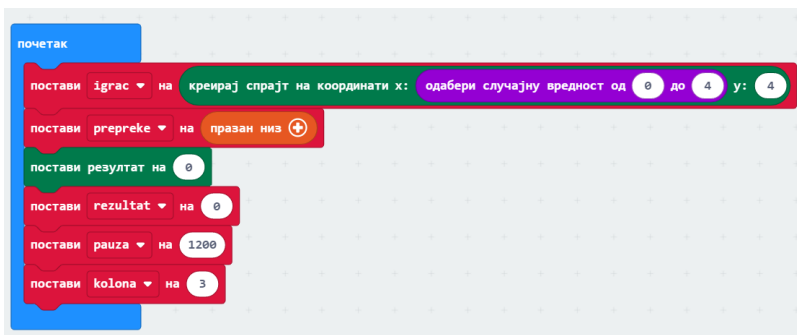 почетак
постави igrac на креирај спрајт на координати x: одабери случајну вредност од 0 до 4 y: 4
постави prepreke на празан низ
постави резултат на 0
постави rezultat на 0
постави pauza на 1200
постави kolona на 3